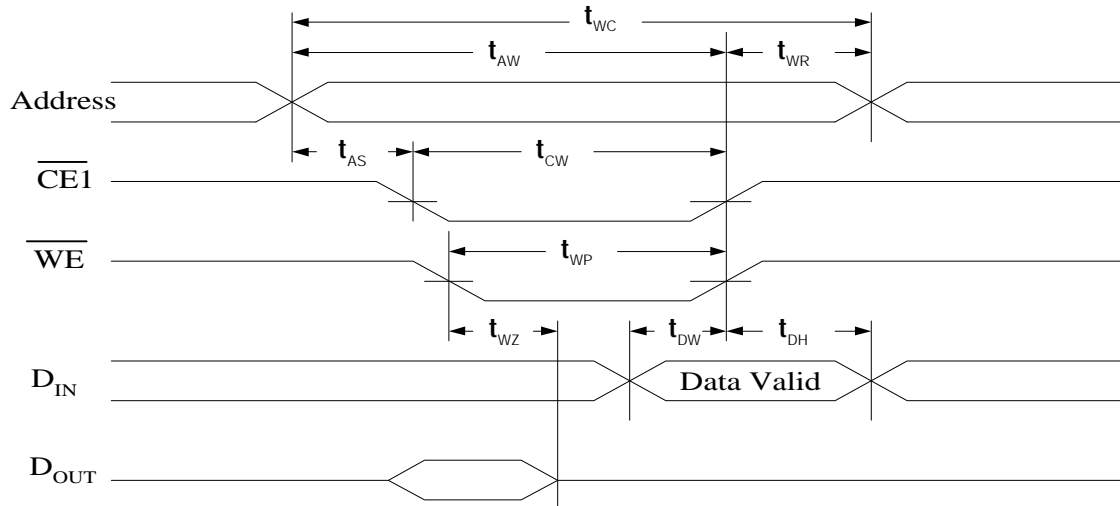 tWC
tAW tWR
Address
tAS tCW
CE1
WE
tWP
tWZ tDW tDH
DIN Data Valid
DOUT